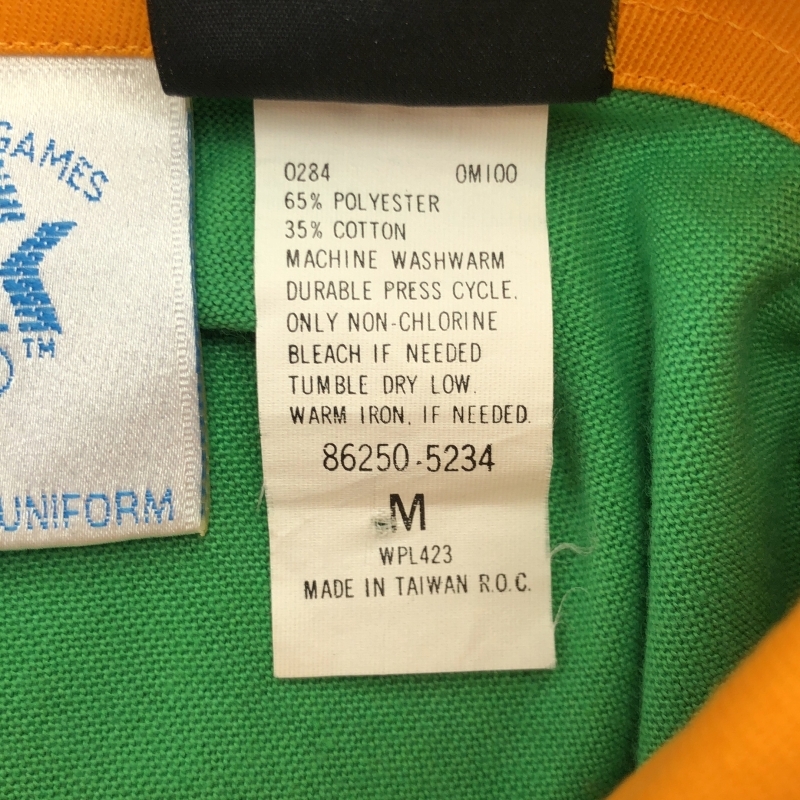 GAMES
TM
UNIFORM
0284 0M100
65% POLYESTER
35% COTTON
MACHINE WASHWARM
DURABLE PRESS CYCLE.
ONLY NON-CHLORINE
BLEACH IF NEEDED
TUMBLE DRY LOW.
WARM IRON, IF NEEDED.
86250-5234
M
WPL423
MADE IN TAIWAN R.O.C.